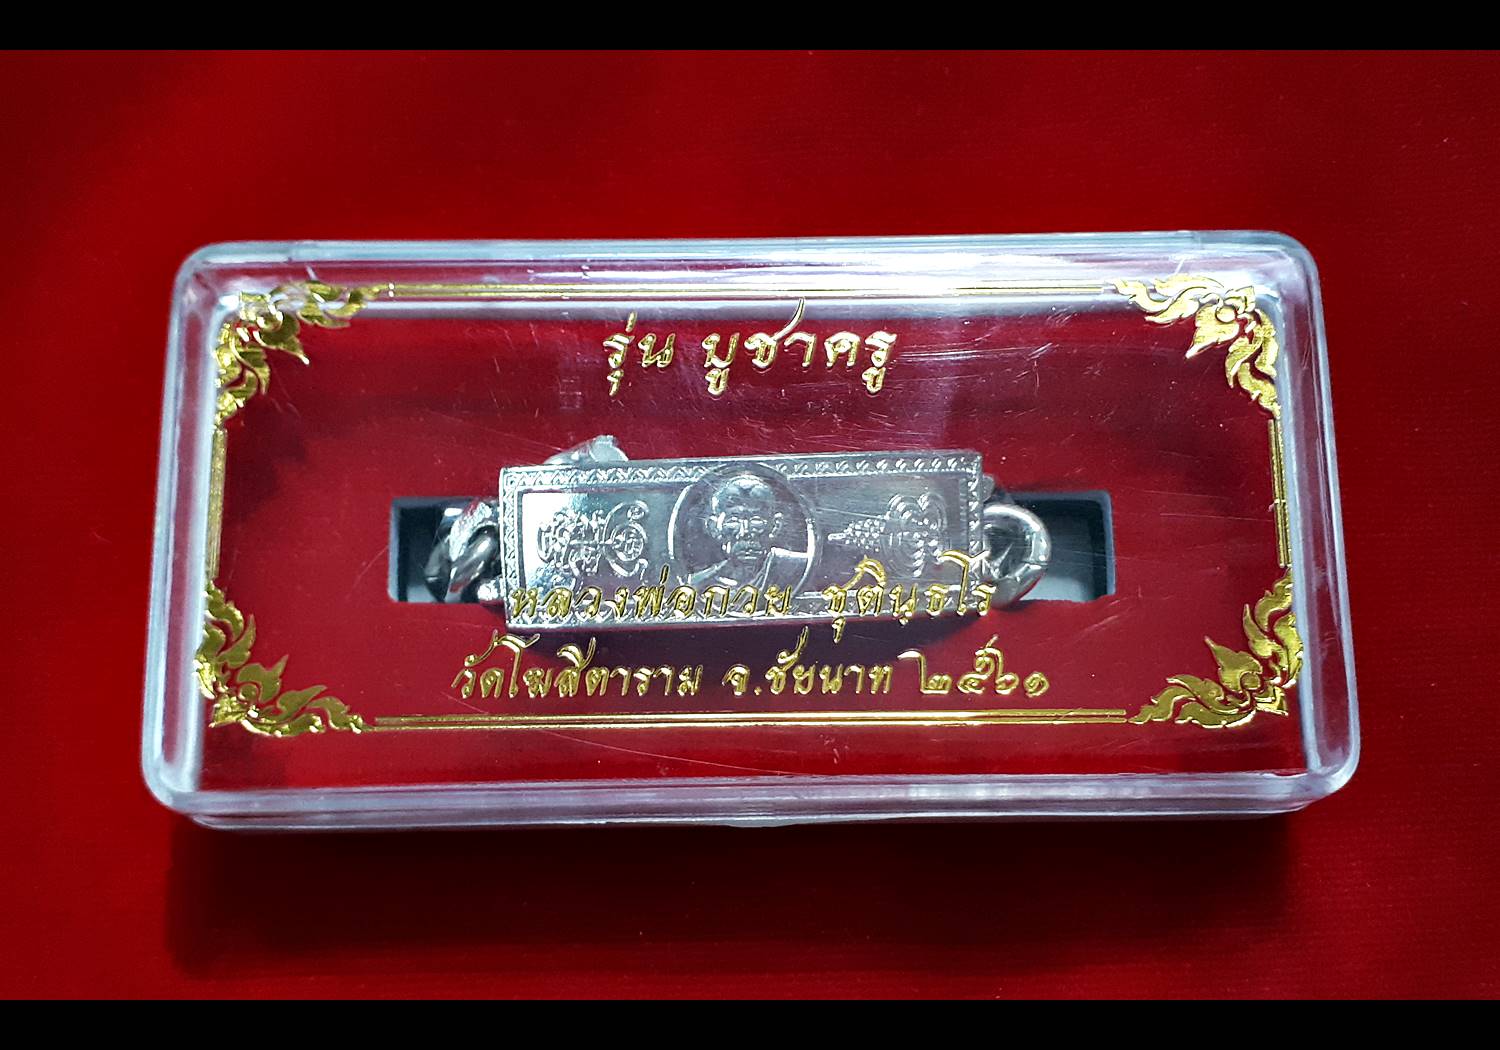 รุ่น บูชาครู
หลวงพ่อกวย ชุตินฺธโร
วัดโฆสิตาราม จ.ชัยนาท ๒๕๖๑